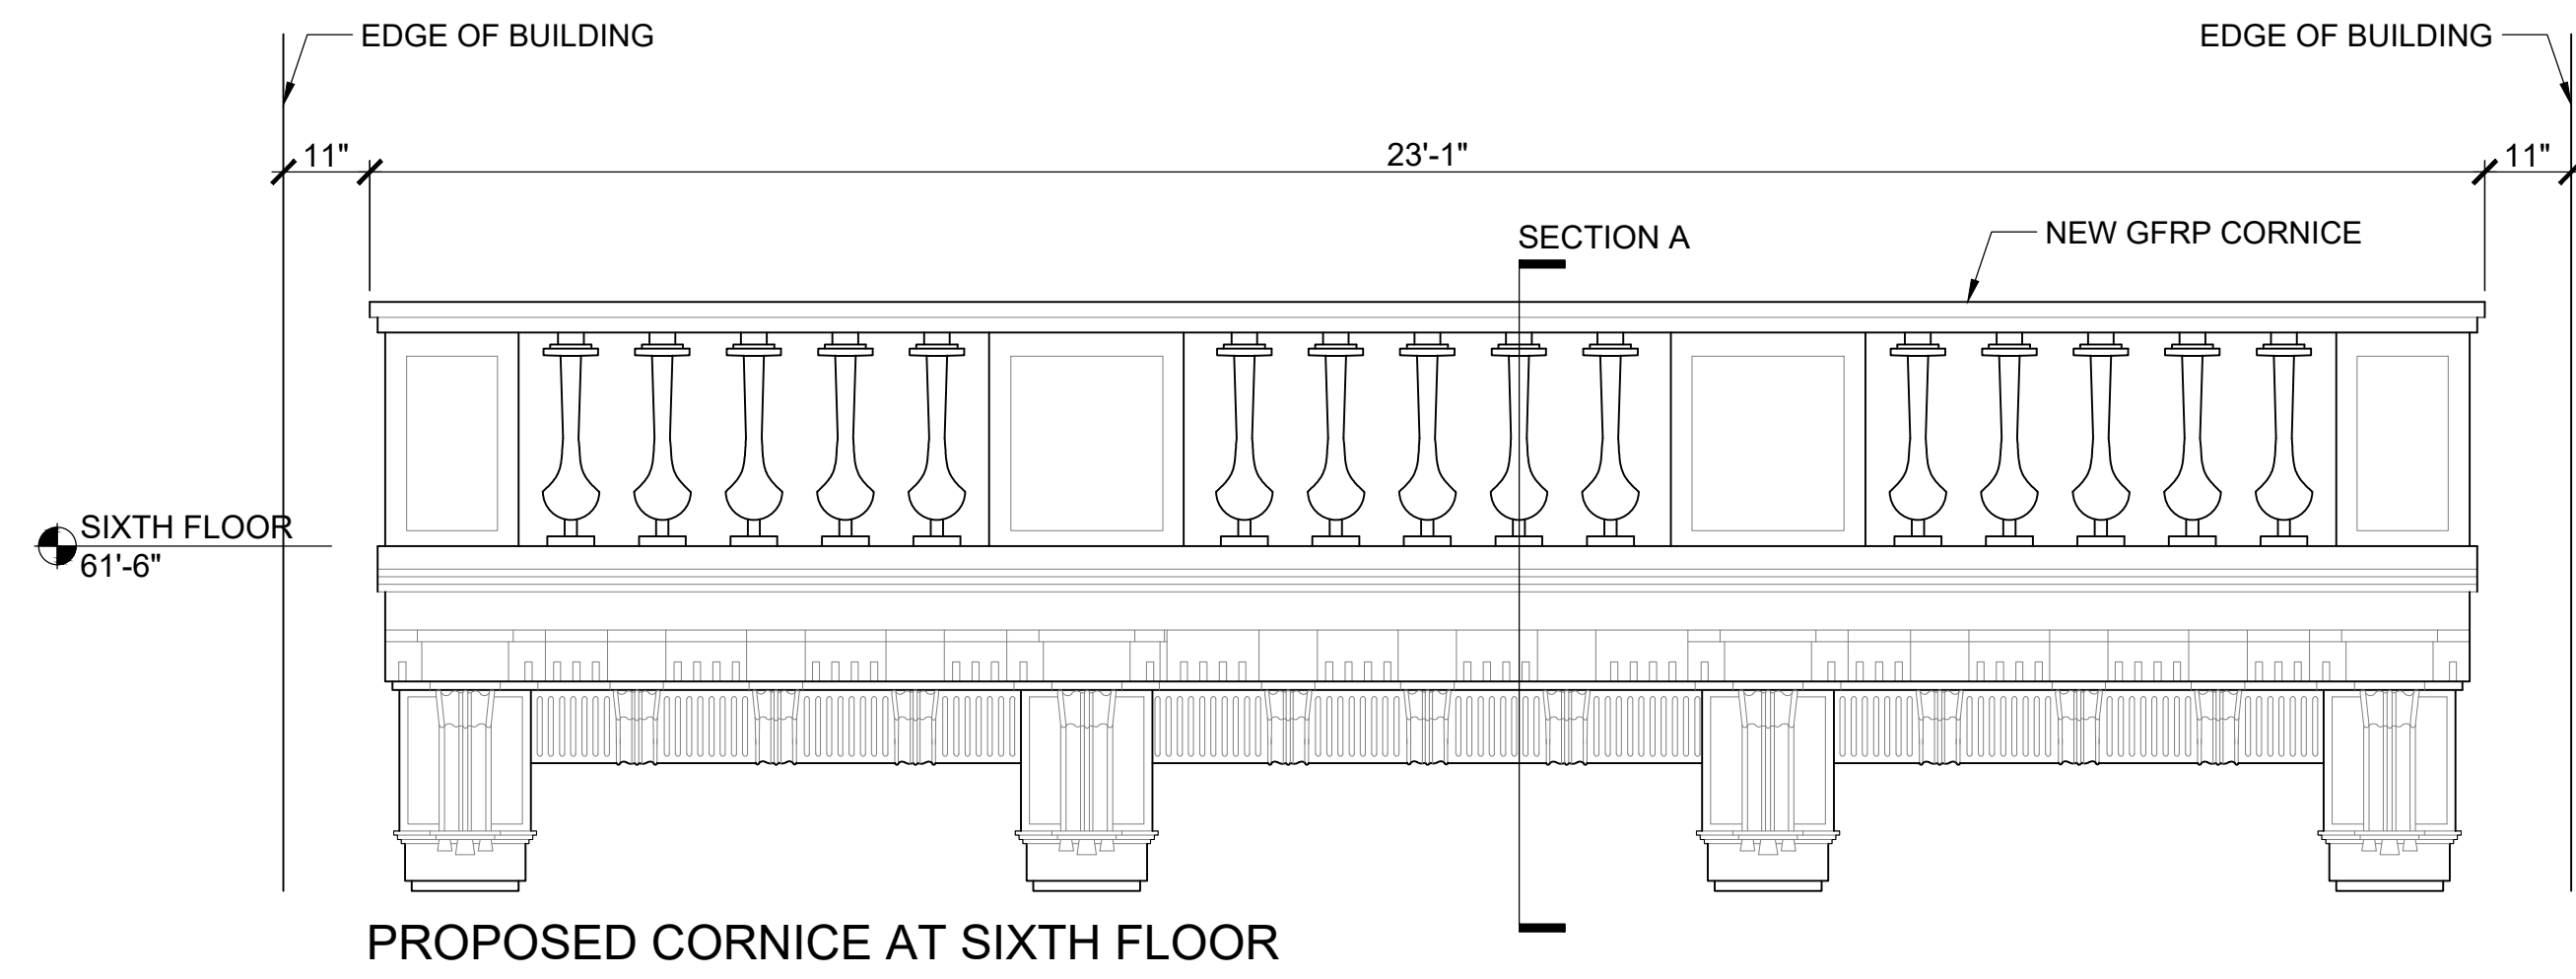 EDGE OF BUILDING
EDGE OF BUILDING
11"
23'-1"
11"
SECTION A
NEW GFRP CORNICE
SIXTH FLOOR
61'-6"
PROPOSED CORNICE AT SIXTH FLOOR